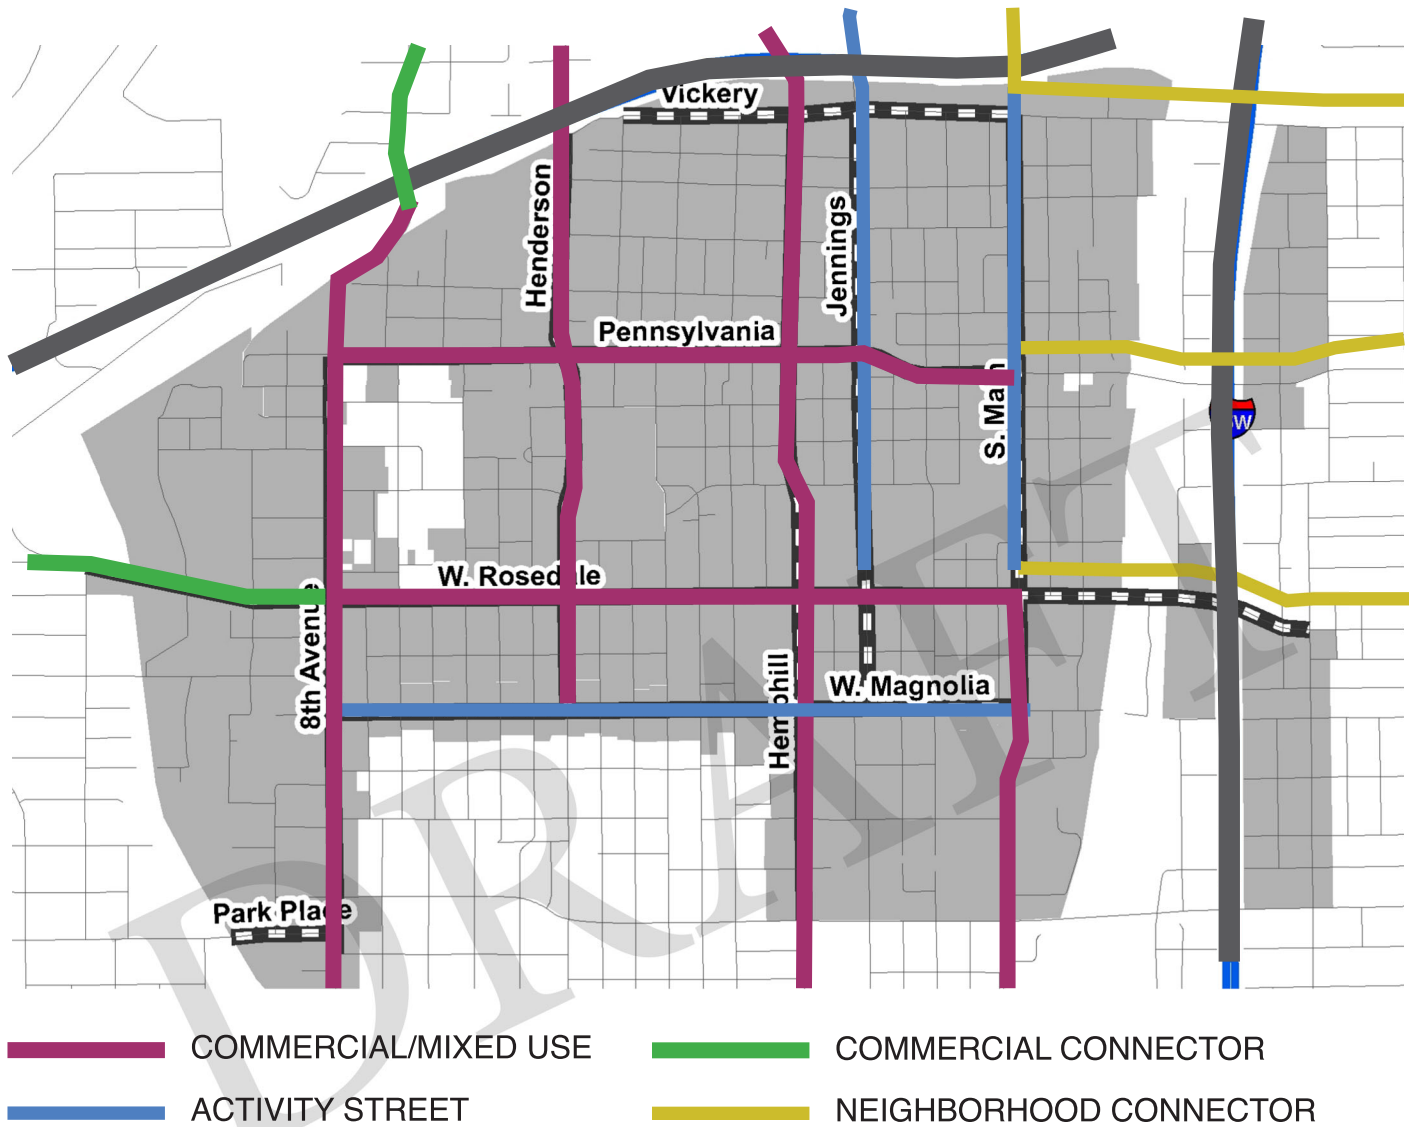 Vickery
Henderson
Jennings
Pennsylvania
S. Main
W
W. Rosedale
8th Avenue
Hemphill
W. Magnolia
Park Place
DRAFT
COMMERCIAL/MIXED USE
COMMERCIAL CONNECTOR
ACTIVITY STREET
NEIGHBORHOOD CONNECTOR